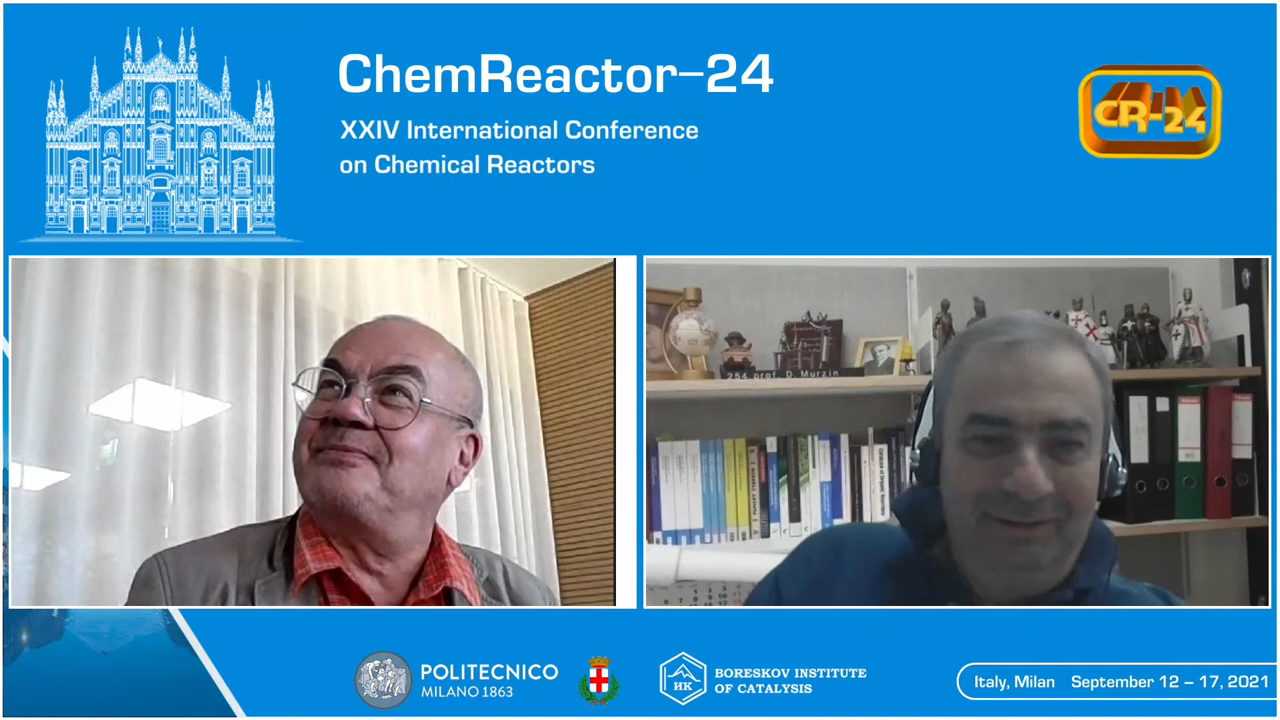 ChemReactor–24
XXIV International Conference
on Chemical Reactors
CR-24
254 prof. D. Murzin
POLITECNICO
MILANO 1863
НК
BORESKOV INSTITUTE
OF CATALYSIS
Italy, Milan September 12 – 17, 2021